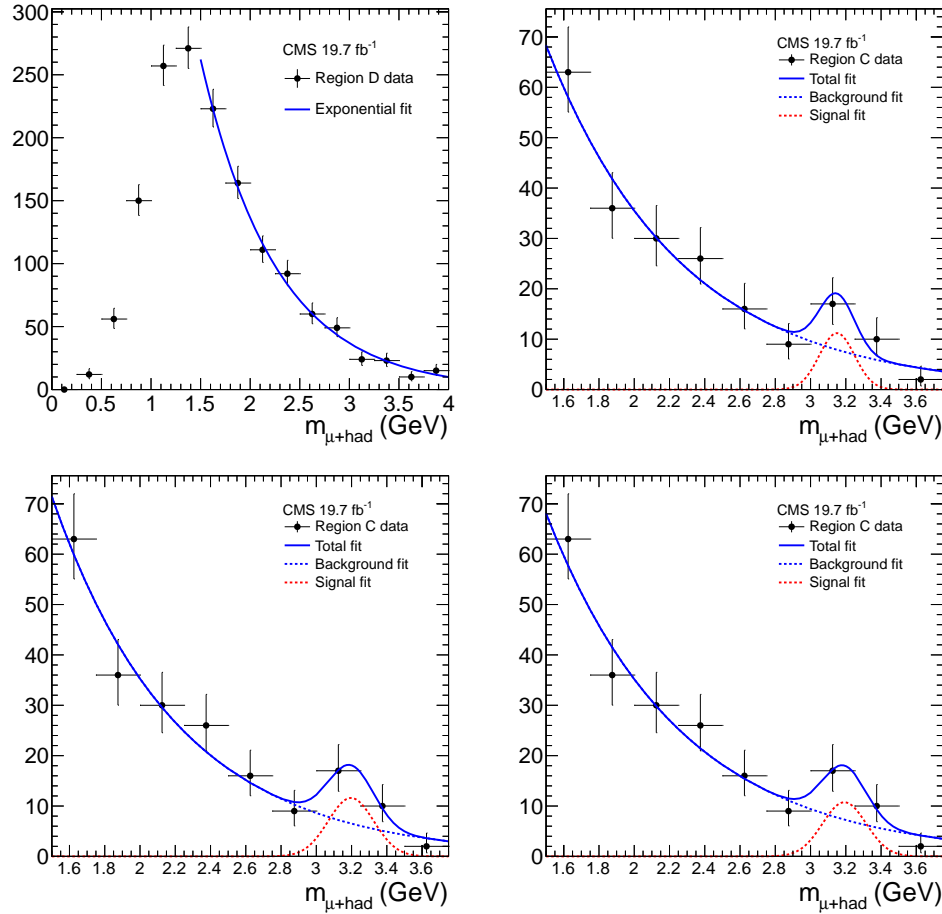 300
250
200
150
100
50
0
CMS 19.7 fb-1
Region D data
Exponential fit
0 0.5 1 1.5 2 2.5 3 3.5 4
mμ+had (GeV)
70
60
50
40
30
20
10
0
CMS 19.7 fb-1
Region C data
Total fit
Background fit
Signal fit
1.6 1.8 2 2.2 2.4 2.6 2.8 3 3.2 3.4 3.6
mμ+had (GeV)
70
60
50
40
30
20
10
0
CMS 19.7 fb-1
Region C data
Total fit
Background fit
Signal fit
1.6 1.8 2 2.2 2.4 2.6 2.8 3 3.2 3.4 3.6
mμ+had (GeV)
70
60
50
40
30
20
10
0
CMS 19.7 fb-1
Region C data
Total fit
Background fit
Signal fit
1.6 1.8 2 2.2 2.4 2.6 2.8 3 3.2 3.4 3.6
mμ+had (GeV)